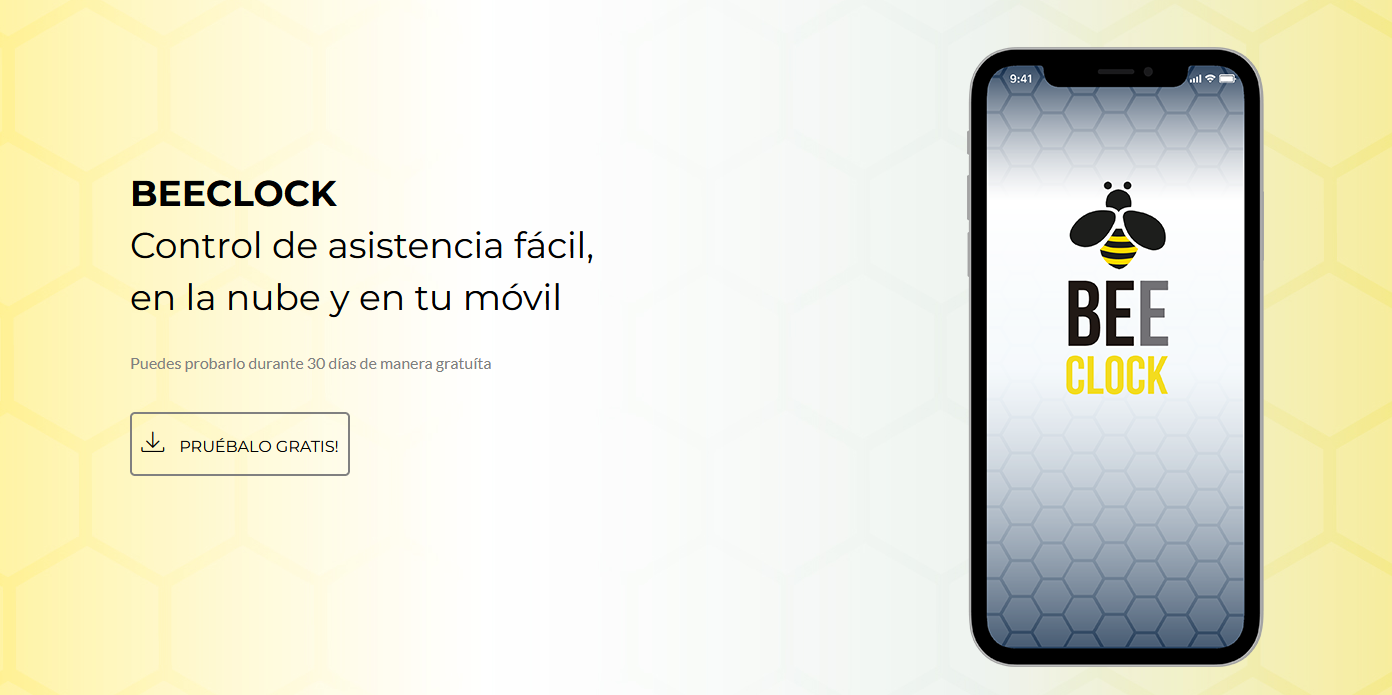 BEECLOCK
Control de asistencia fácil,
en la nube y en tu móvil
Puedes probarlo durante 30 días de manera gratuíta
PRUÉBALO GRATIS!
9:41
BEE
CLOCK